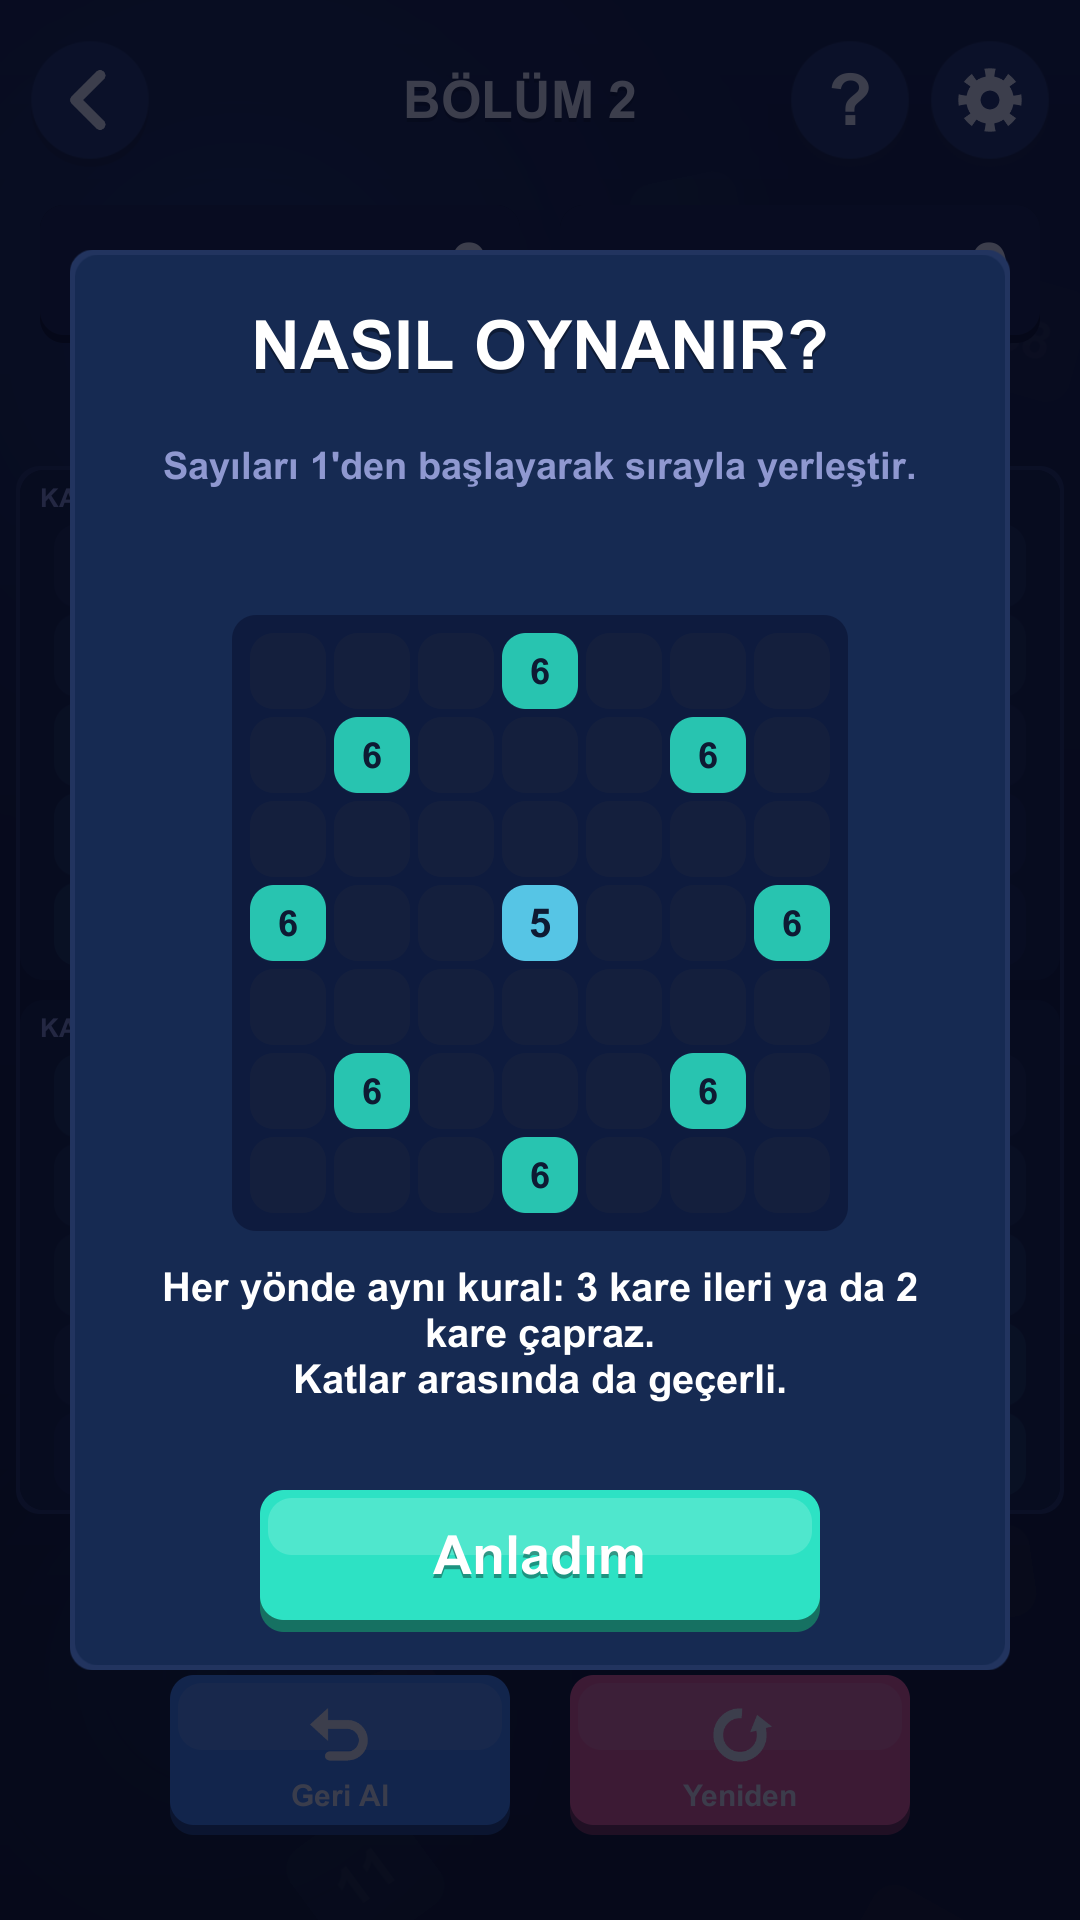 BÖLÜM 2
?
NASIL OYNANIR?
Sayıları 1'den başlayarak sırayla yerleştir.
6
6 6
6 5 6
6 6
6
Her yönde aynı kural: 3 kare ileri ya da 2
kare çapraz.
Katlar arasında da geçerli.
Anladım
Geri Al
Yeniden
11